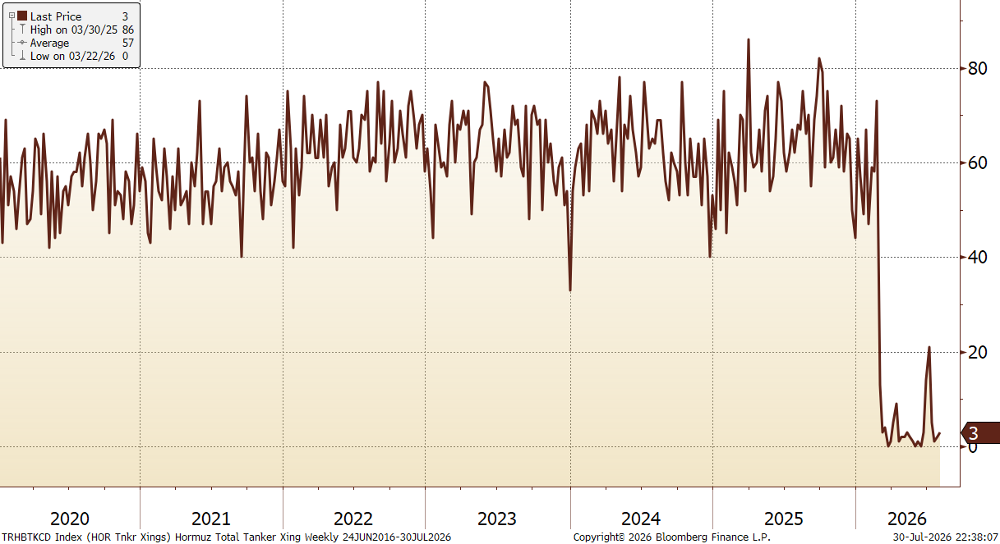 Last Price 3
High on 03/30/25 86
Average 57
Low on 03/22/26 0
80
60
40
20
3
0
2020 2021 2022 2023 2024 2025 2026
TRHBTKCD Index (HOR Tnkr Xings) Hormuz Total Tanker Xing Weekly 24JUN2016-30JUL2026 Copyright© 2026 Bloomberg Finance L.P. 30-Jul-2026 22:38:07